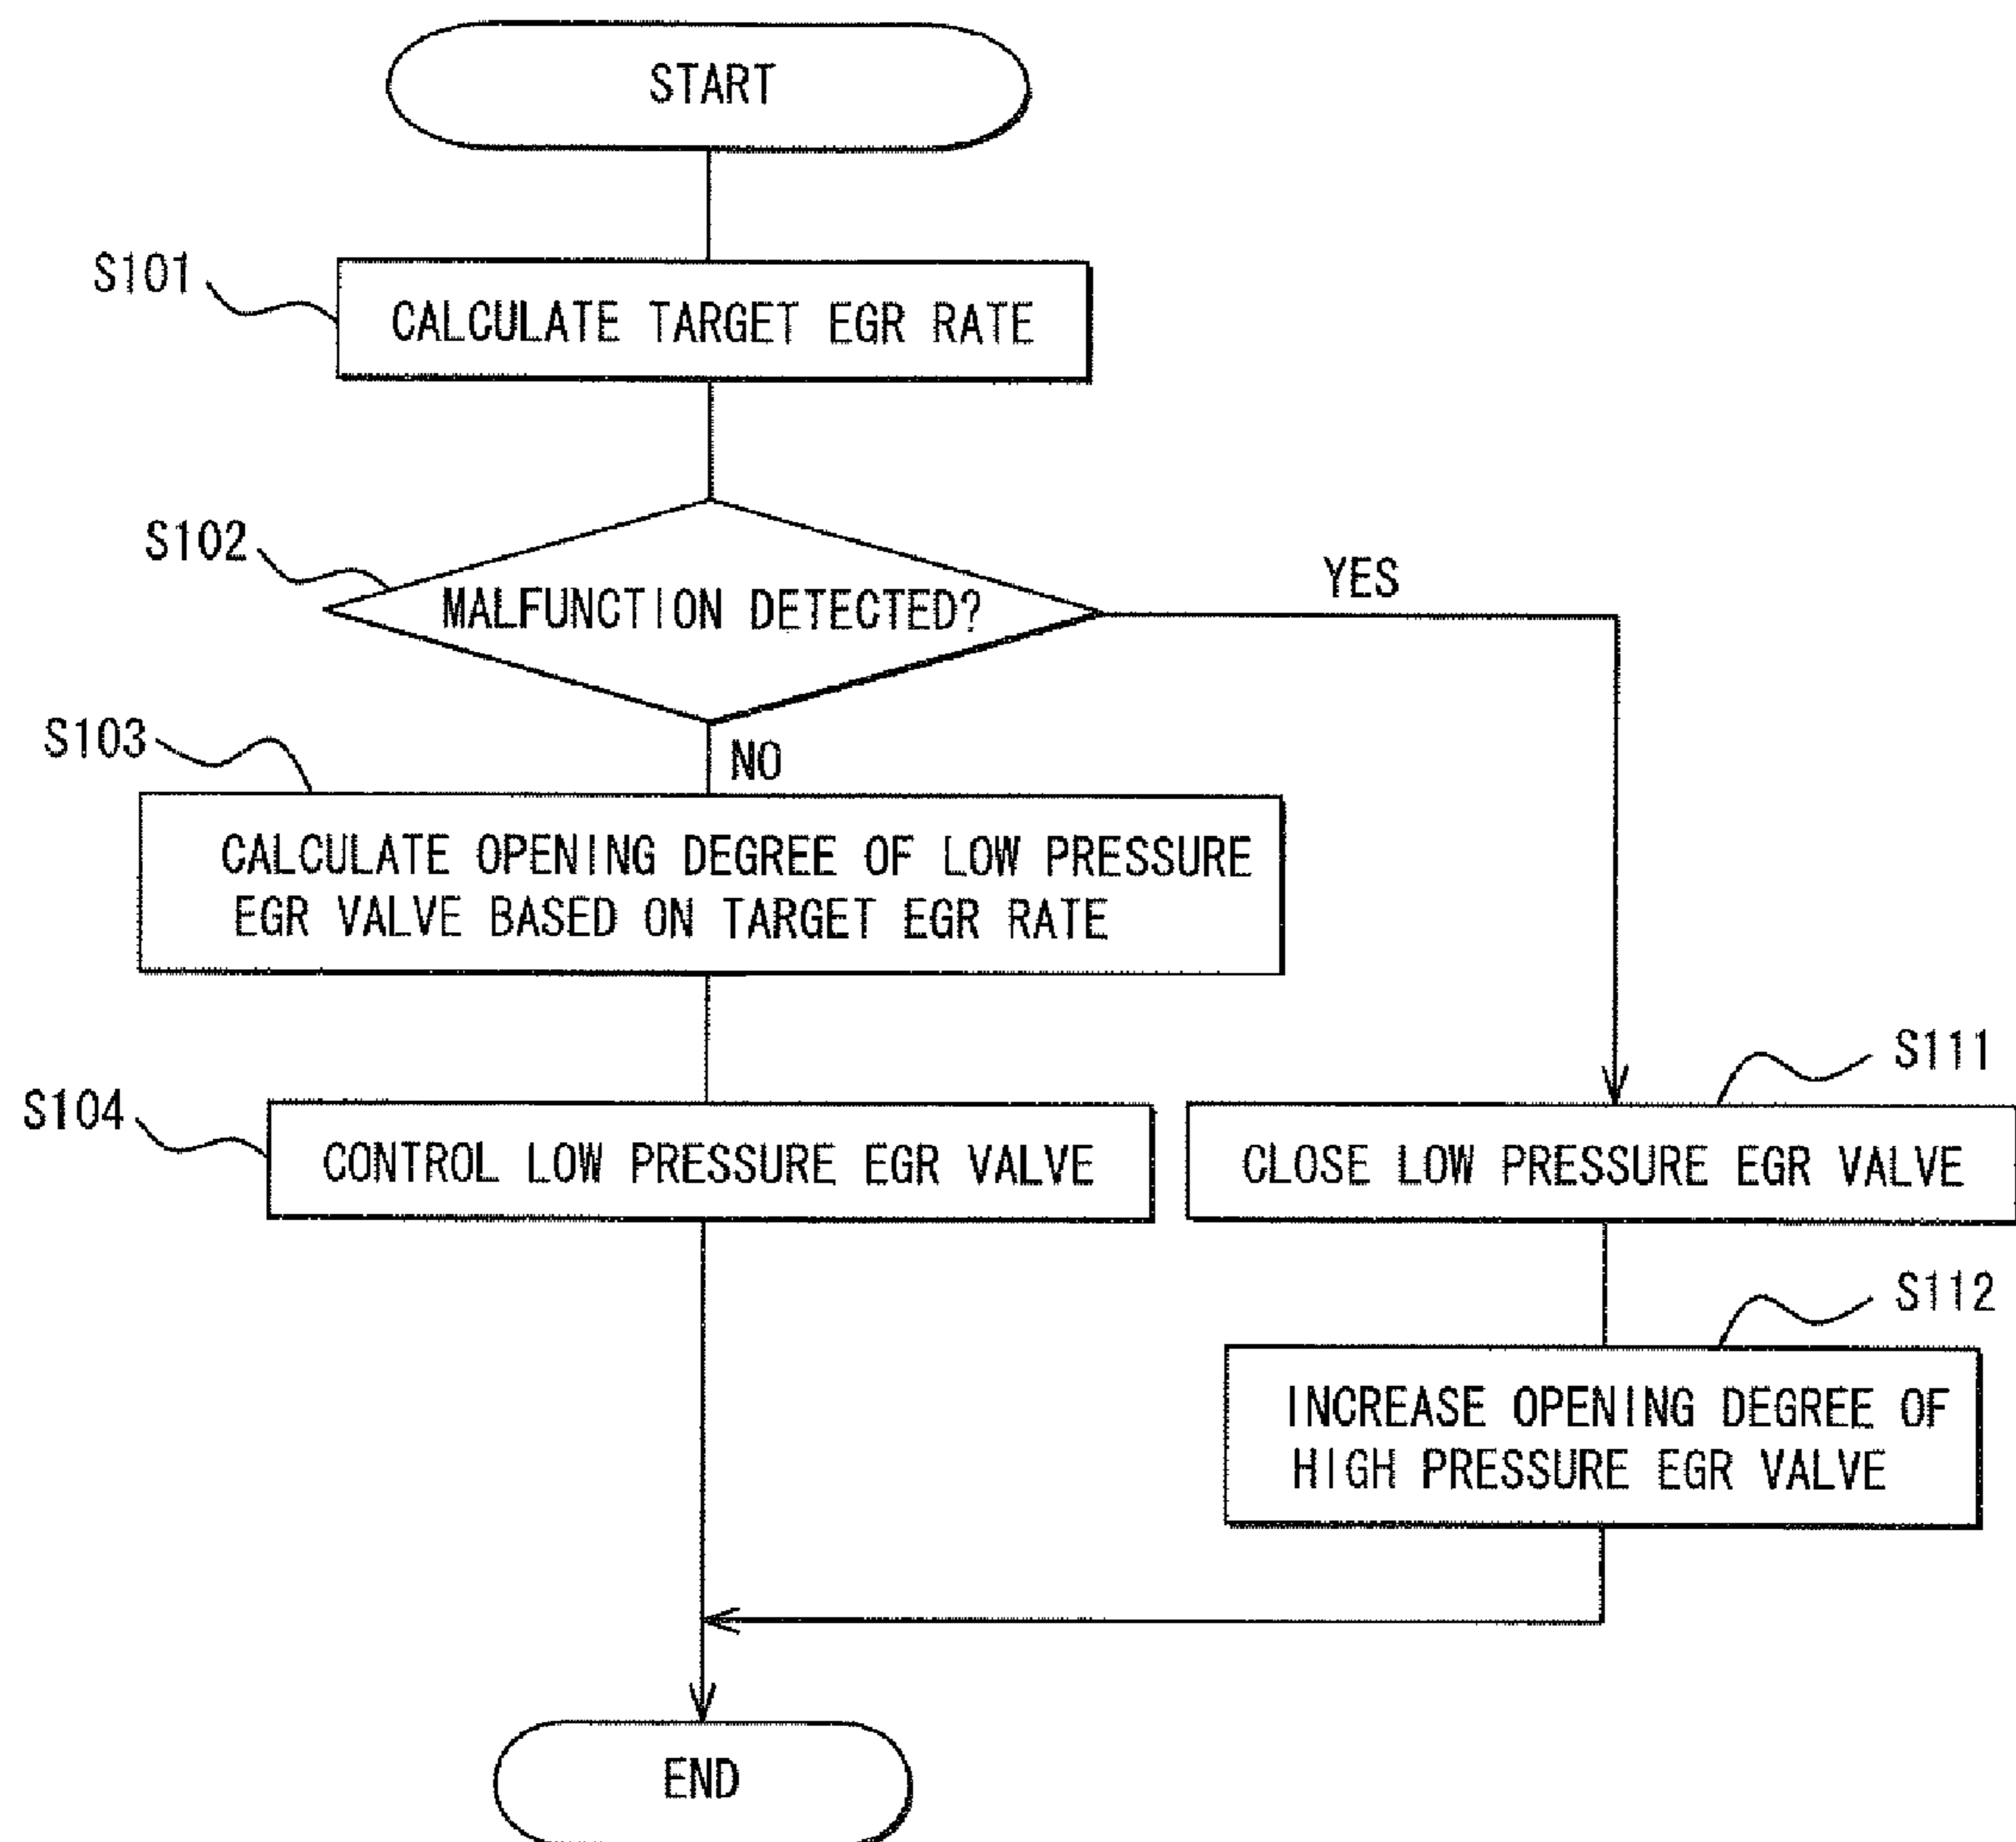 START
S101
CALCULATE TARGET EGR RATE
S102
MALFUNCTION DETECTED?
YES
NO
S103
CALCULATE OPENING DEGREE OF LOW PRESSURE
EGR VALVE BASED ON TARGET EGR RATE
S104
CONTROL LOW PRESSURE EGR VALVE
S111
CLOSE LOW PRESSURE EGR VALVE
S112
INCREASE OPENING DEGREE OF
HIGH PRESSURE EGR VALVE
END